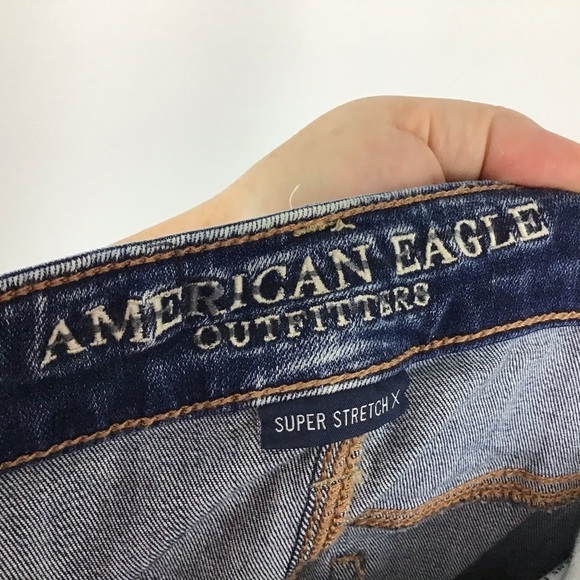 AMERICAN EAGLE
OUTFITTERS
SUPER STRETCH X